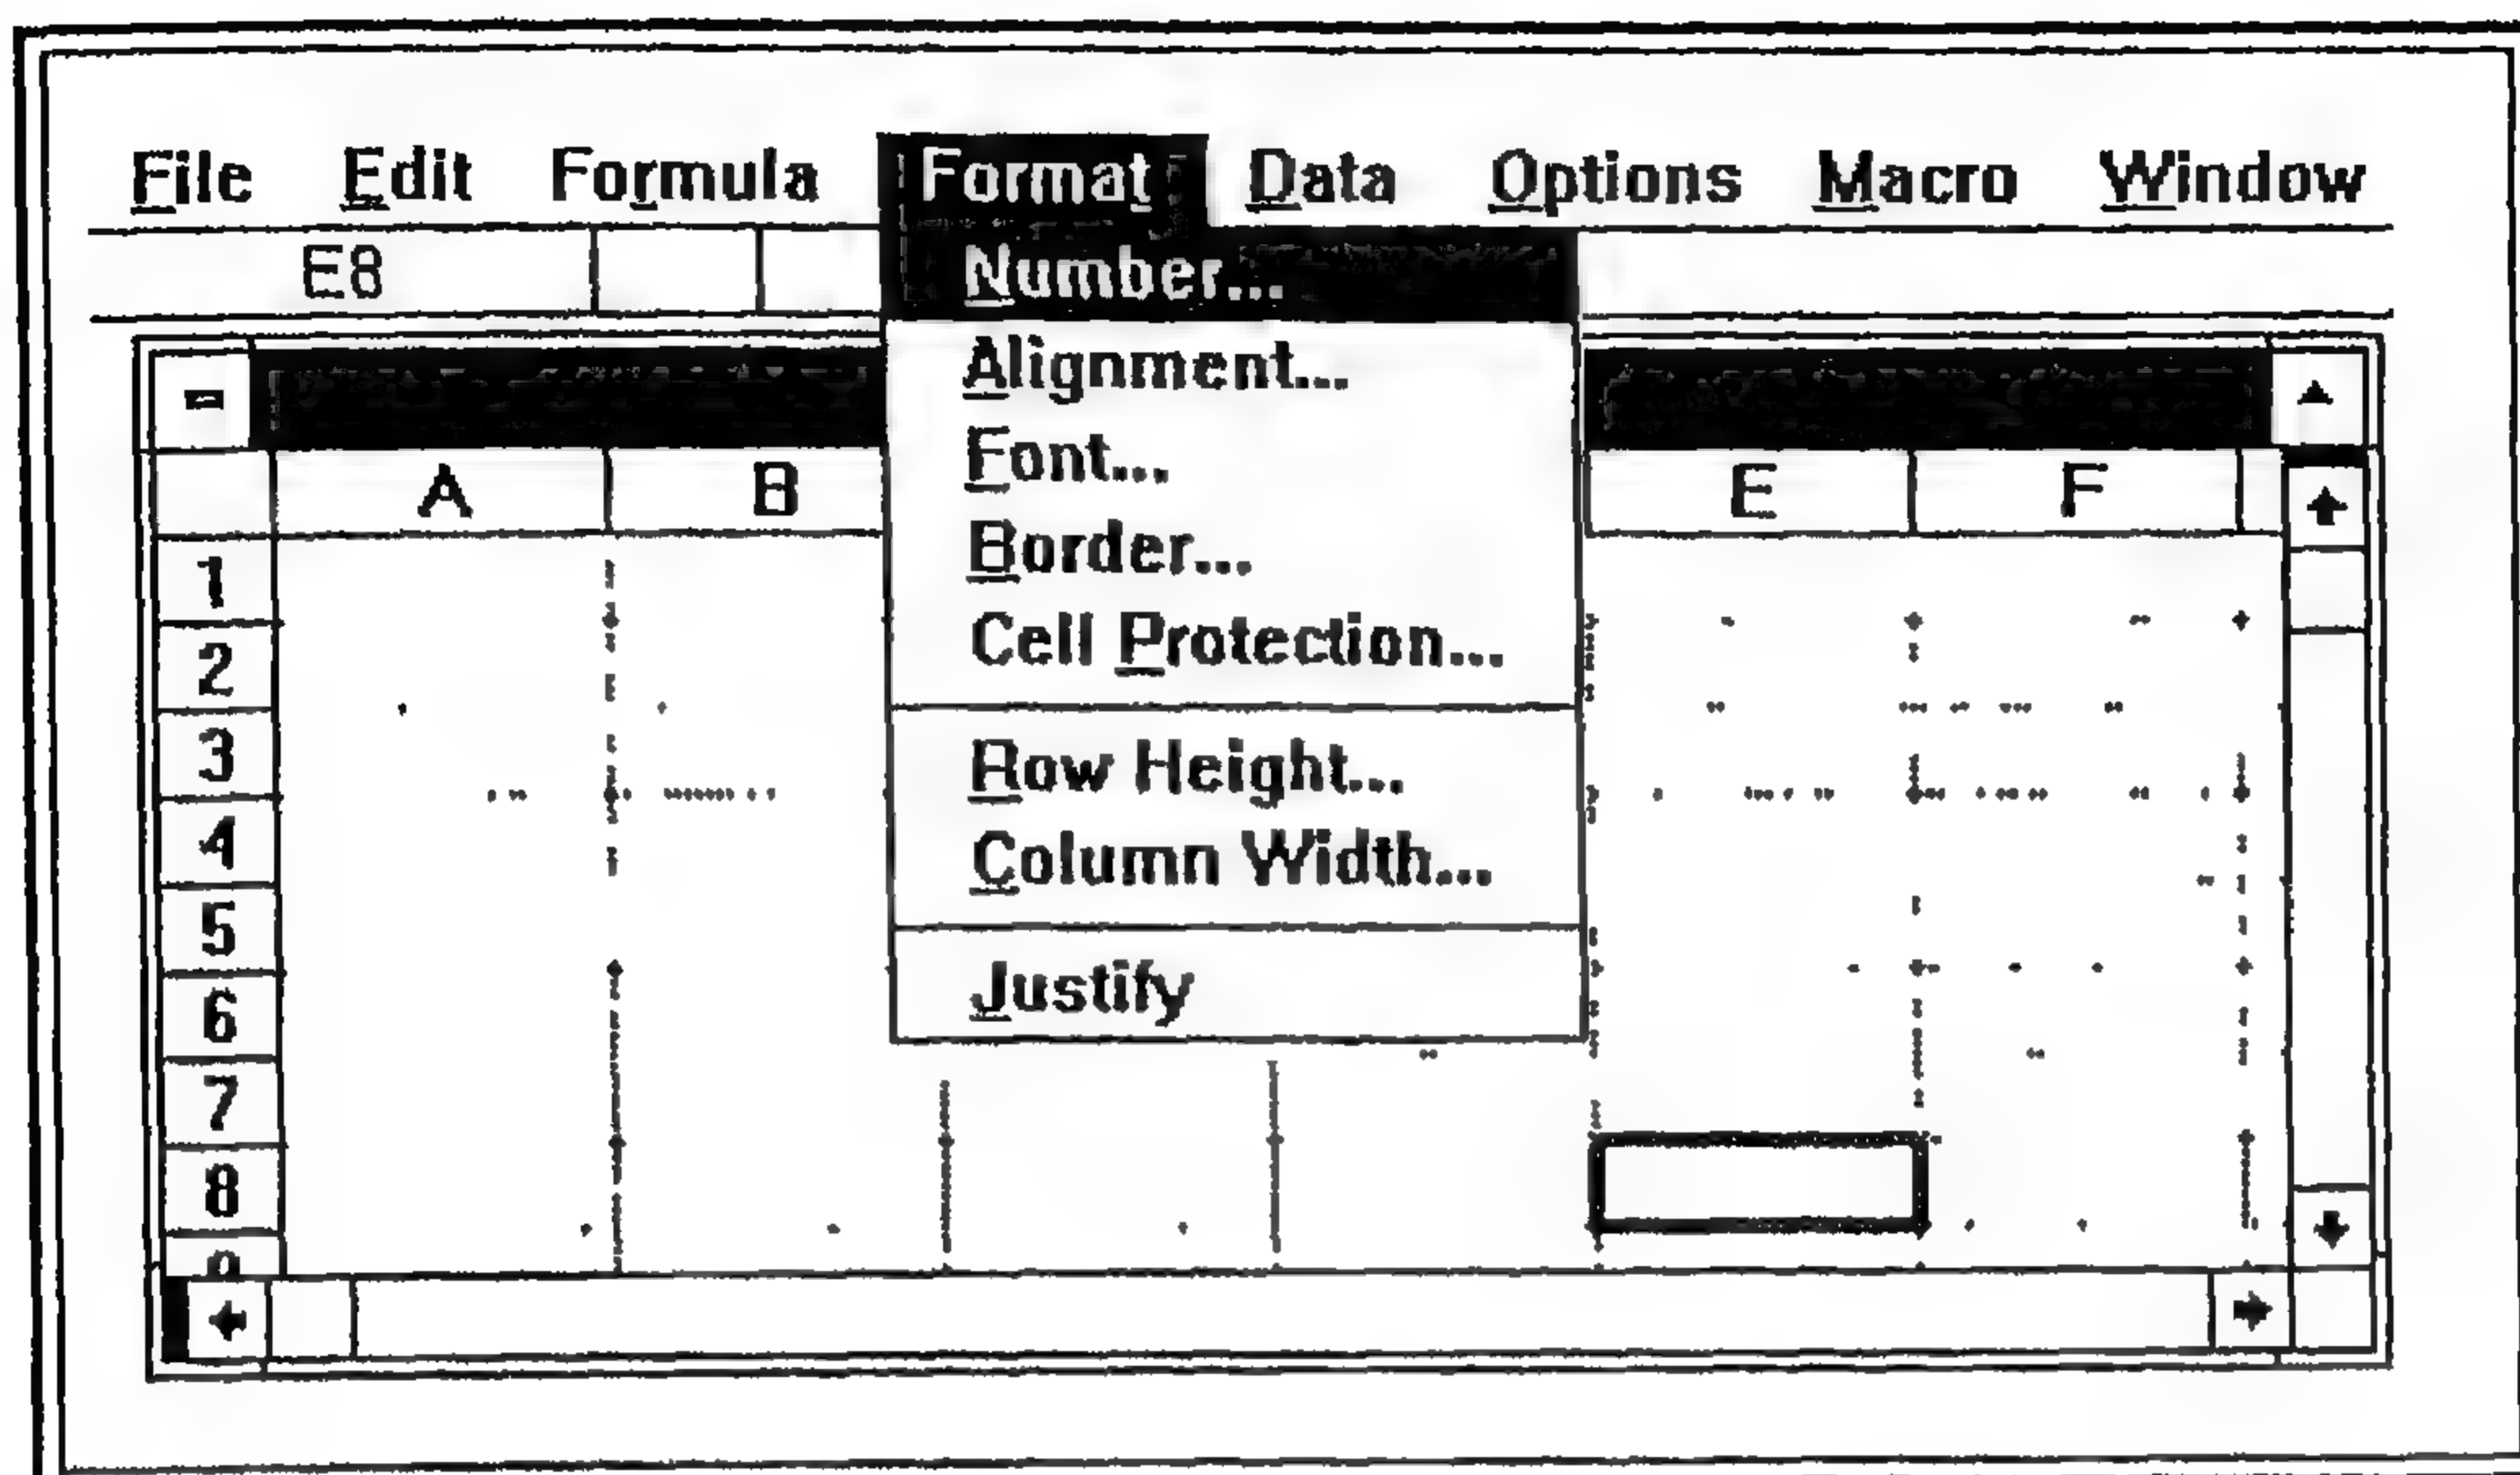 File Edit Formula Format Data Options Macro Window
E8
Number...
Alignment...
Font...
Border...
Cell Protection...
Row Height...
Column Width...
Justify
A B E F
1
2
3
4
5
6
7
8